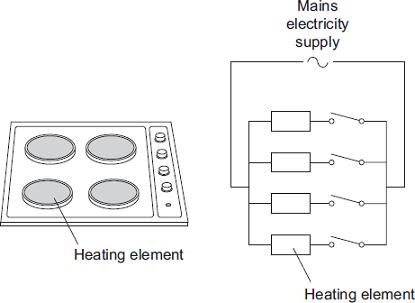 Mains
electricity
supply
Heating element
Heating element